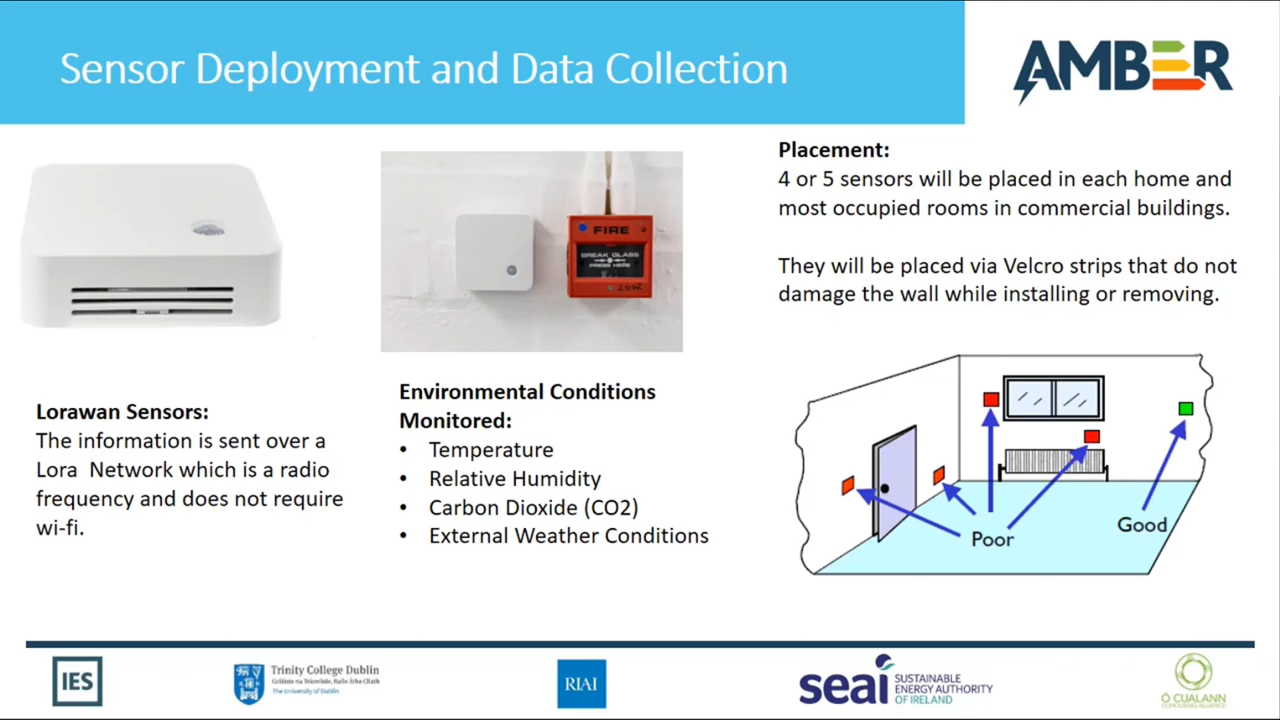 Sensor Deployment and Data Collection
AMBER
Placement:
4 or 5 sensors will be placed in each home and
most occupied rooms in commercial buildings.
They will be placed via Velcro strips that do not
damage the wall while installing or removing.
FIRE
BREAK GLASS
PRESS HERE
Lorawan Sensors:
The information is sent over a
Lora Network which is a radio
frequency and does not require
wi-fi.
Environmental Conditions
Monitored:
• Temperature
• Relative Humidity
• Carbon Dioxide (CO2)
• External Weather Conditions
Poor
Good
IES
Trinity College Dublin
Coláiste na Tríonóide, Baile Átha Cliath
The University of Dublin
RIAI
seai
SUSTAINABLE
ENERGY AUTHORITY
OF IRELAND
Ó CUALANN
COHOUSING ALLIANCE